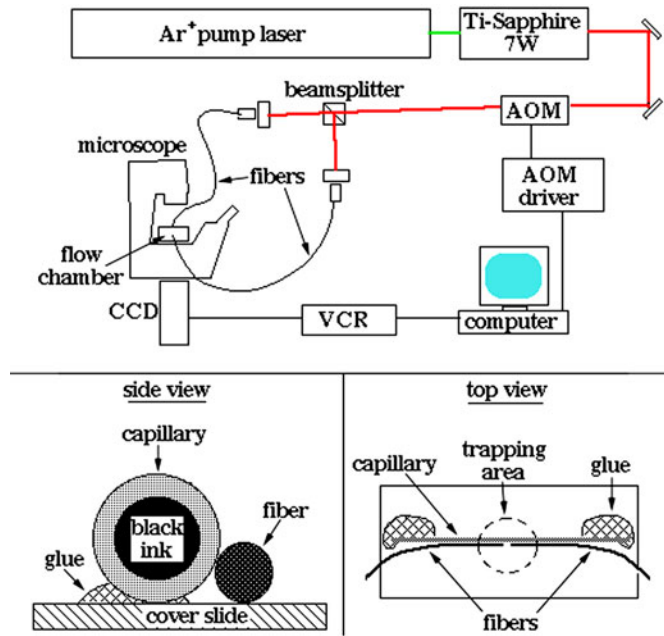 Ar+ pump laser
Ti-Sapphire
7W
beamsplitter
AOM
microscope
fibers
AOM
driver
flow
chamber
CCD
VCR
computer
side view
top view
capillary
trapping
area
capillary
glue
black
ink
fiber
glue
cover slide
fibers